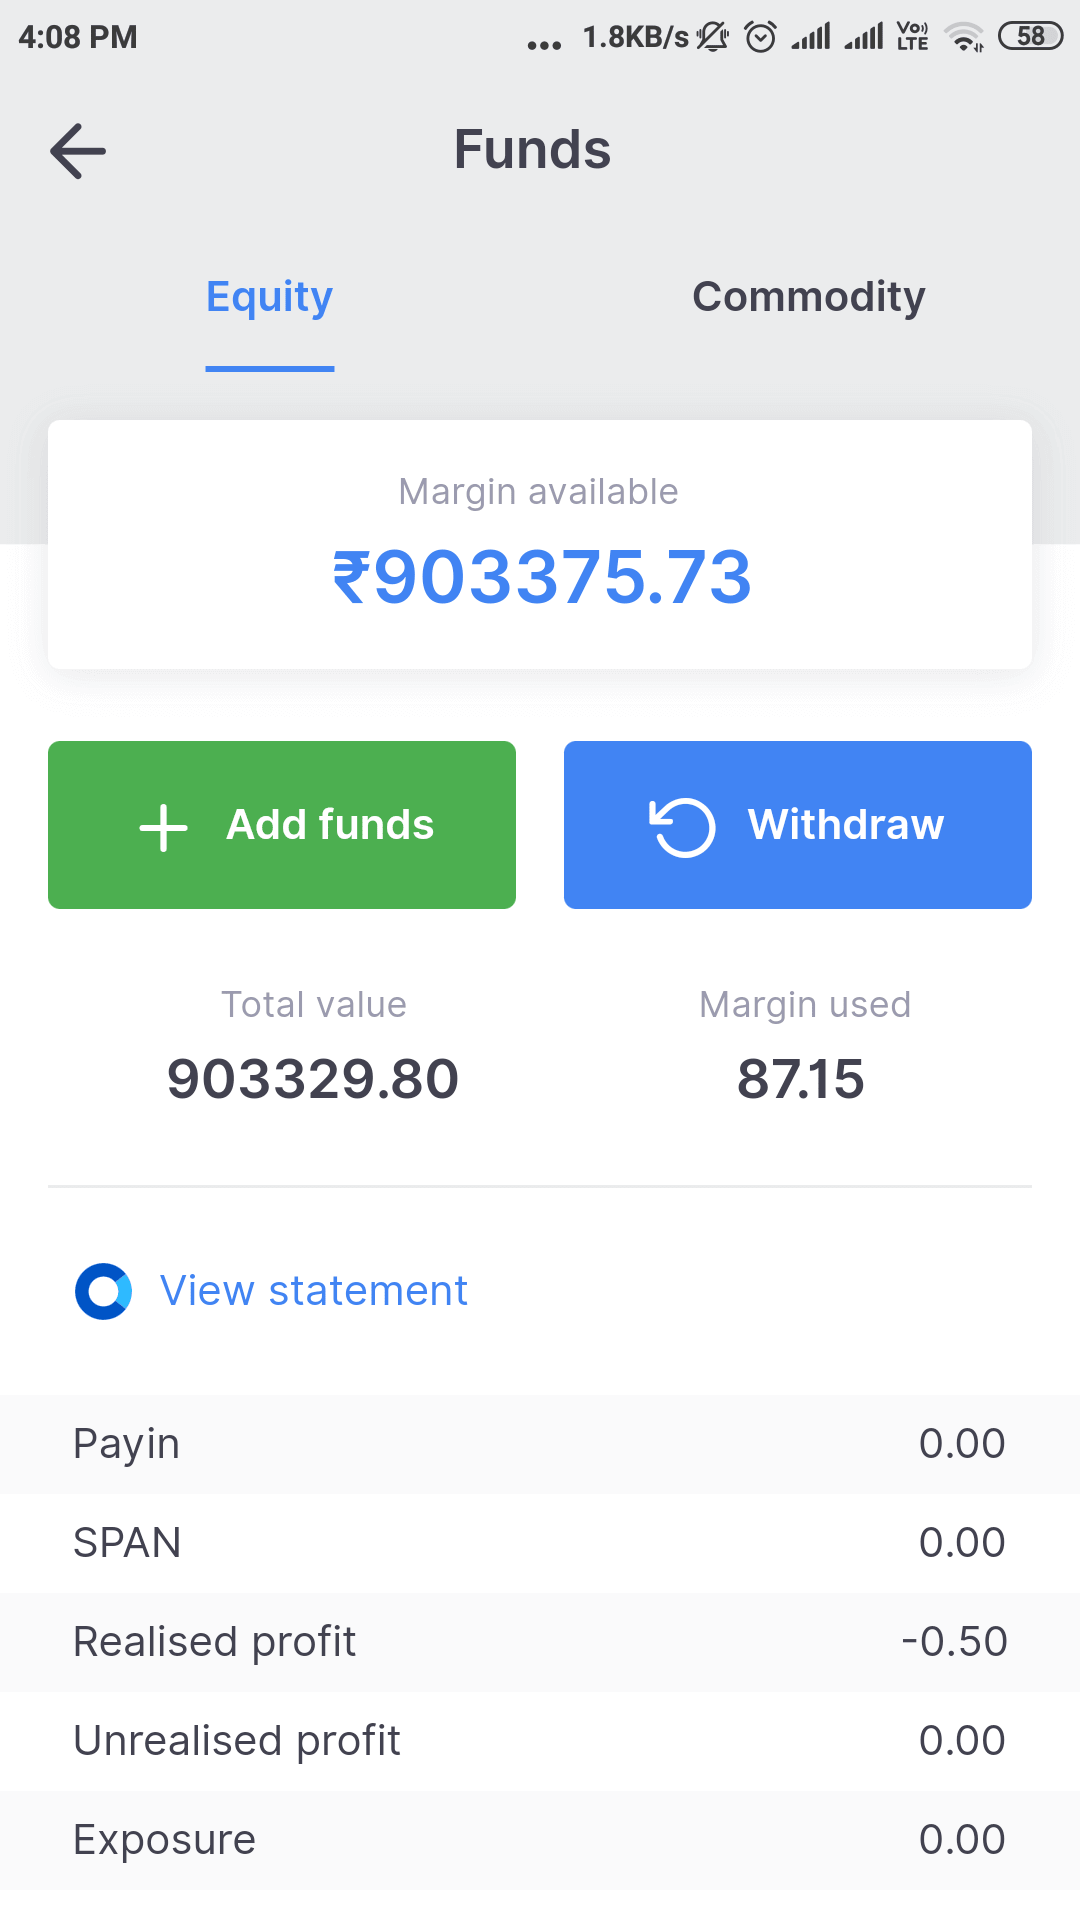 4:08 PM ... 1.8KB/s Vo LTE 58
Funds
Equity Commodity
Margin available
₹903375.73
Add funds Withdraw
Total value Margin used
903329.80 87.15
View statement
Payin 0.00
SPAN 0.00
Realised profit -0.50
Unrealised profit 0.00
Exposure 0.00